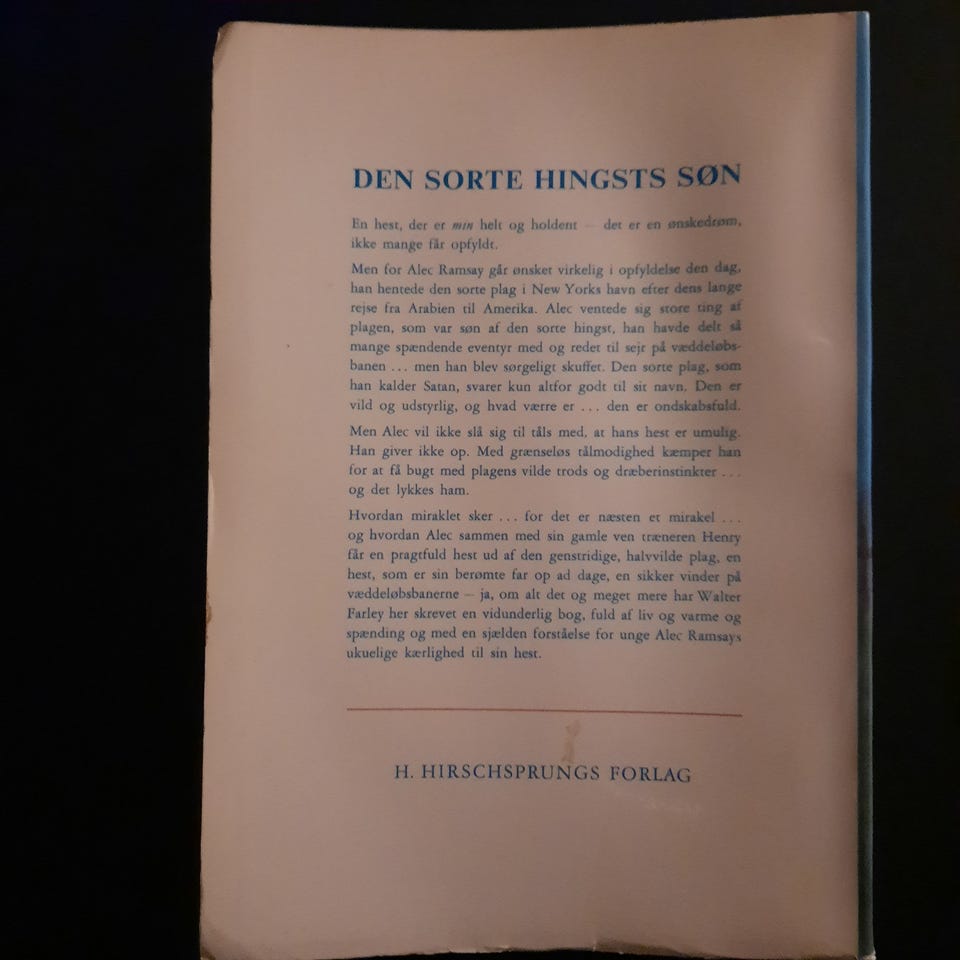 DEN SORTE HINGSTS SØN
En hest, der er min helt og holdent – det er en ønskedrøm,
ikke mange får opfyldt.
Men for Alec Ramsay går ønsket virkelig i opfyldelse den dag,
han hentede den sorte plag i New Yorks havn efter dens lange
rejse fra Arabien til Amerika. Alec ventede sig store ting af
plagen, som var søn af den sorte hingst, han havde delt så
mange spændende eventyr med og redet til sejr på væddeløbs-
banen ... men han blev sørgeligt skuffet. Den sorte plag, som
han kalder Satan, svarer kun altfor godt til sit navn. Den er
vild og udstyrlig, og hvad værre er ... den er ondskabsfuld.
Men Alec vil ikke slå sig til tåls med, at hans hest er umulig.
Han giver ikke op. Med grænseløs tålmodighed kæmper han
for at få bugt med plagens vilde trods og dræberinstinkter ...
og det lykkes ham.
Hvordan miraklet sker ... for det er næsten et mirakel ...
og hvordan Alec sammen med sin gamle ven træneren Henry
får en pragtfuld hest ud af den genstridige, halvvilde plag, en
hest, som er sin berømte far op ad dage, en sikker vinder på
væddeløbsbanerne – ja, om alt det og meget mere har Walter
Farley her skrevet en vidunderlig bog, fuld af liv og varme og
spænding og med en sjælden forståelse for unge Alec Ramsays
ukuelige kærlighed til sin hest.
H. HIRSCHSPRUNGS FORLAG